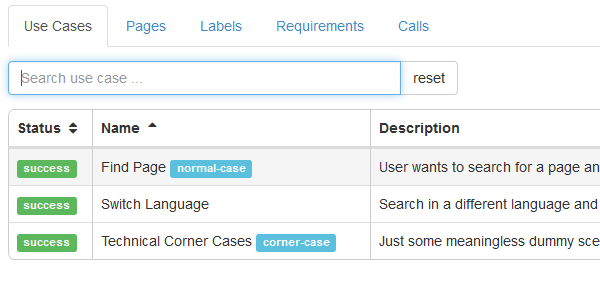 Use Cases Pages Labels Requirements Calls
Search use case ... reset
Status Name Description
success Find Page normal-case User wants to search for a page an
success Switch Language Search in a different language and
success Technical Corner Cases corner-case Just some meaningless dummy sce